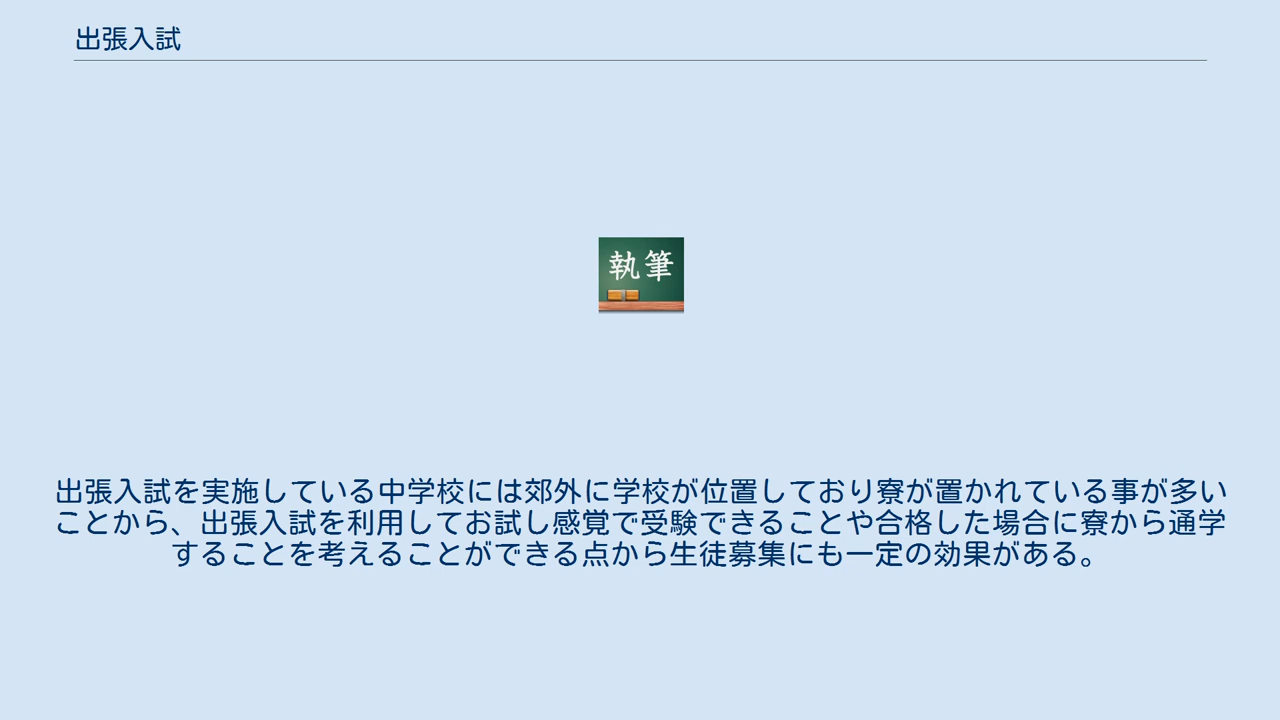 出張入試
執筆
出張入試を実施している中学校には郊外に学校が位置しており寮が置かれている事が多い
ことから、出張入試を利用してお試し感覚で受験できることや合格した場合に寮から通学
することを考えることができる点から生徒募集にも一定の効果がある。